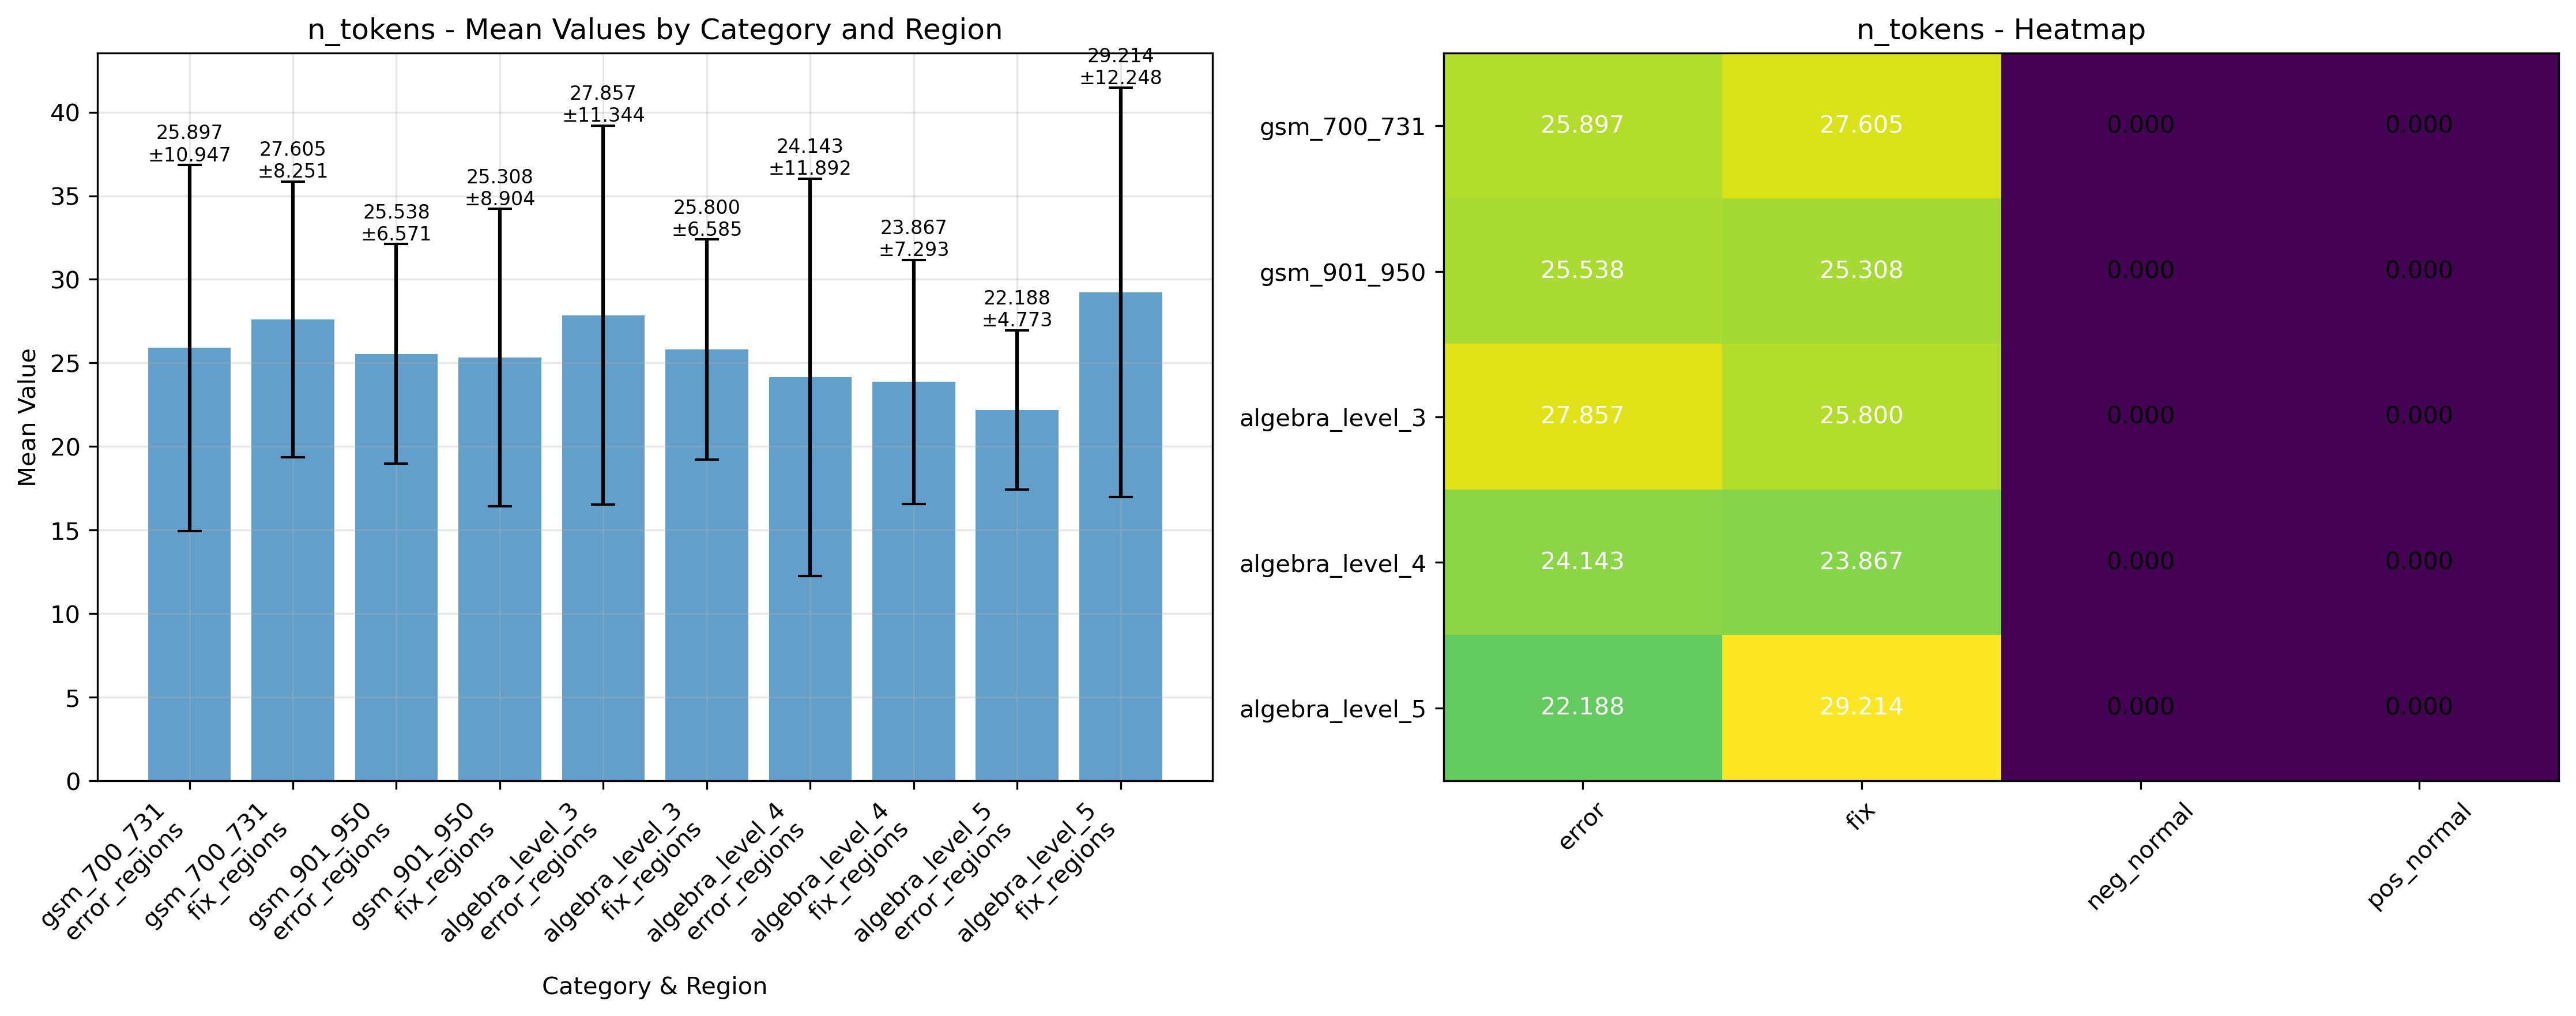 n_tokens - Mean Values by Category and Region
Mean Value
40
35
30
25
20
15
10
5
0
25.897
±10.947
27.605
±8.251
25.538
±6.571
25.308
±8.904
27.857
±11.344
25.800
±6.585
24.143
±11.892
23.867
±7.293
22.188
±4.773
29.214
±12.248
gsm_700_731
error_regions
gsm_700_731
fix_regions
gsm_901_950
error_regions
gsm_901_950
fix_regions
algebra_level_3
error_regions
algebra_level_3
fix_regions
algebra_level_4
error_regions
algebra_level_4
fix_regions
algebra_level_5
error_regions
algebra_level_5
fix_regions
Category & Region
n_tokens - Heatmap
gsm_700_731 25.897 27.605 0.000 0.000
gsm_901_950 25.538 25.308 0.000 0.000
algebra_level_3 27.857 25.800 0.000 0.000
algebra_level_4 24.143 23.867 0.000 0.000
algebra_level_5 22.188 29.214 0.000 0.000
error fix neg_normal pos_normal